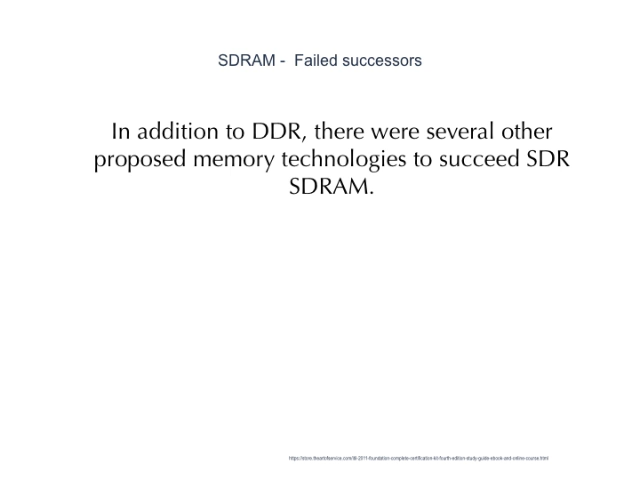 SDRAM -  Failed successors
In addition to DDR, there were several other
proposed memory technologies to succeed SDR
SDRAM.